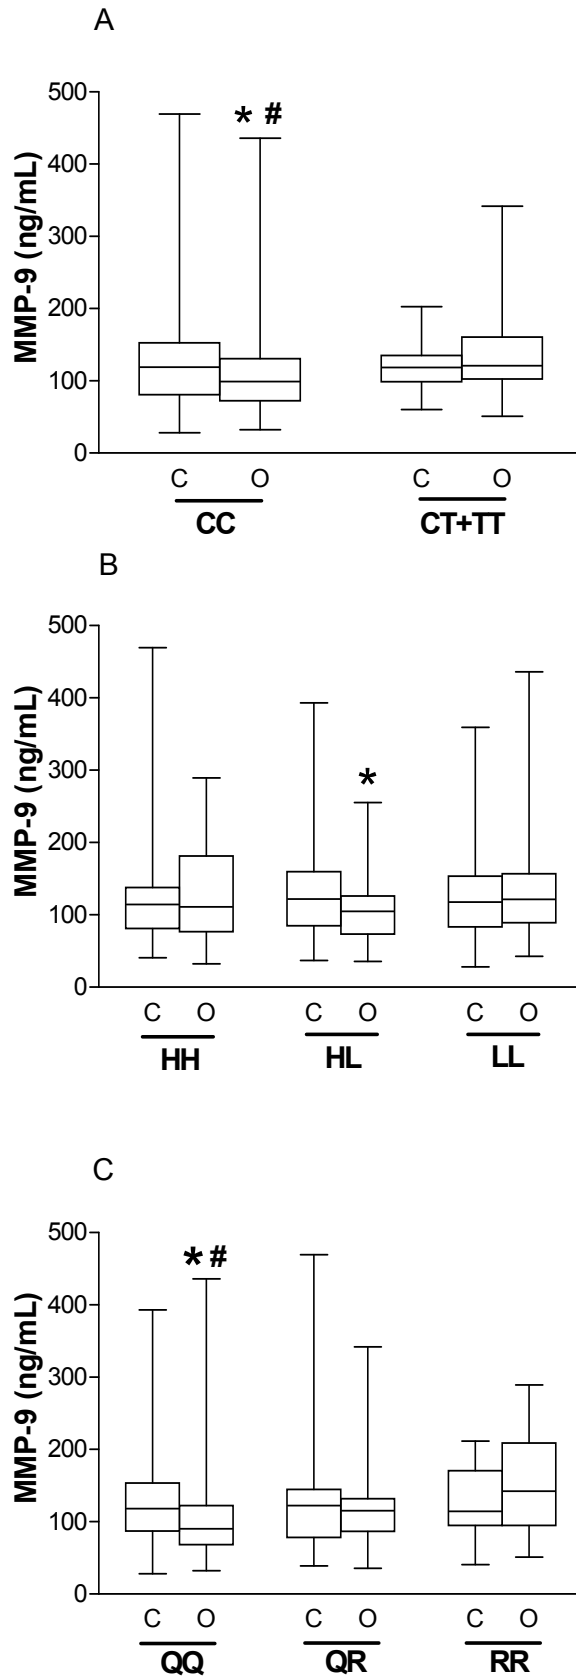 A
500
* #
400
300
200
100
0
MMP-9 (ng/mL)
C O C O
CC CT+TT
B
500
400
300
*
200
100
0
MMP-9 (ng/mL)
C O C O C O
HH HL LL
C
500
* #
400
300
200
100
0
MMP-9 (ng/mL)
C O C O C O
QQ QR RR